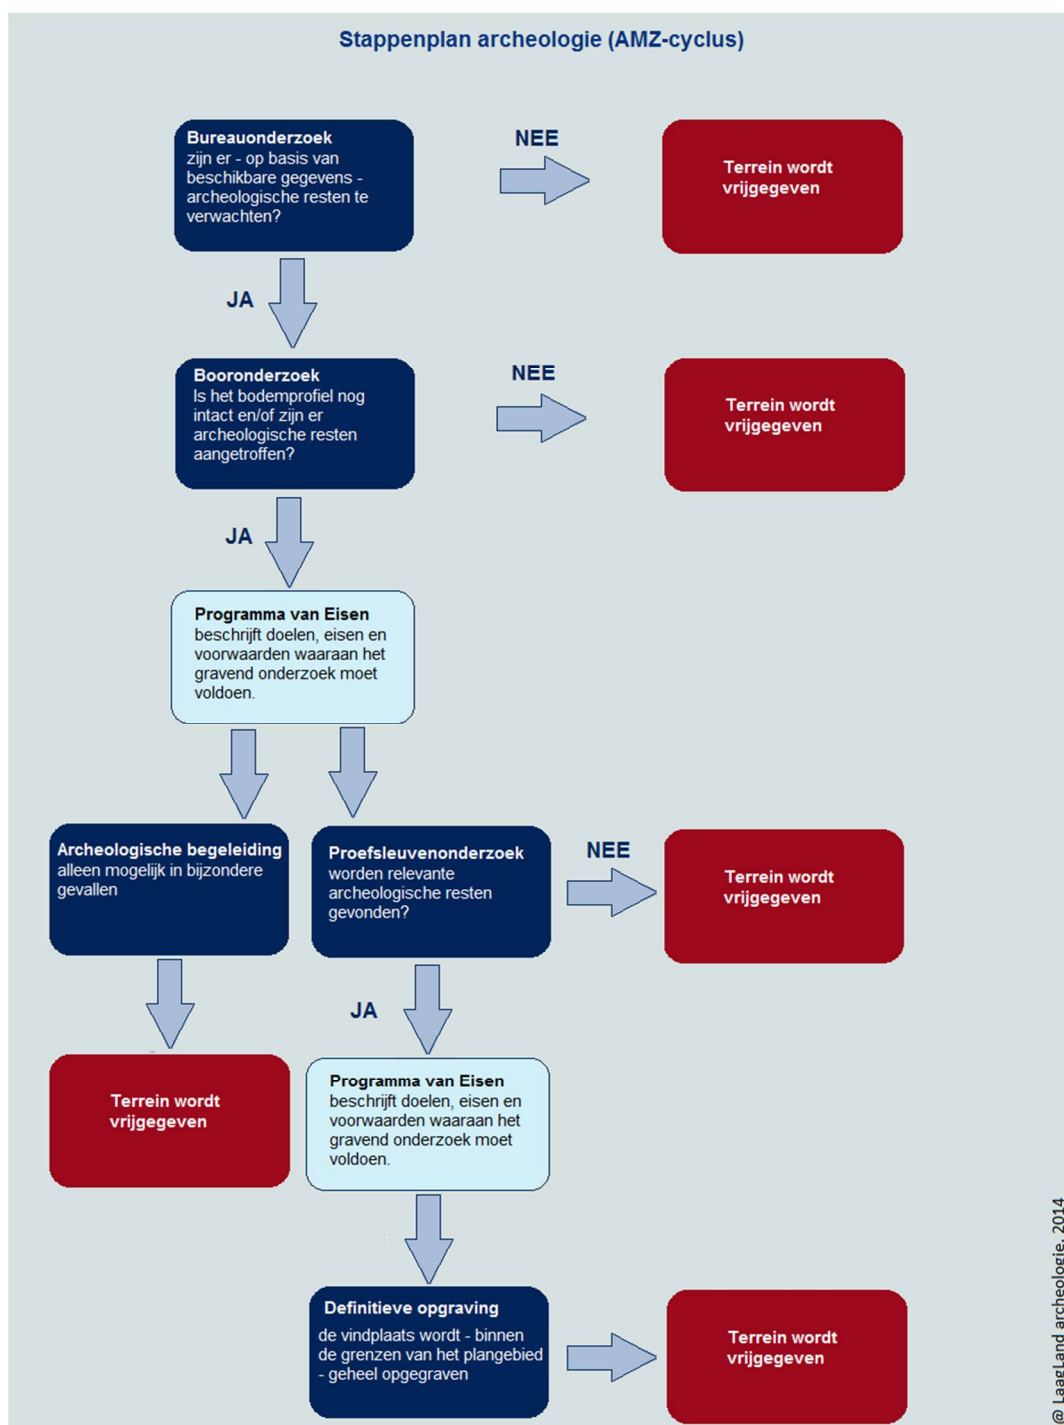 Stappenplan archeologie (AMZ-cyclus)
Bureauonderzoek
zijn er - op basis van
beschikbare gegevens -
archeologische resten te
verwachten?
NEE
Terrein wordt
vrijgegeven
JA
Booronderzoek
Is het bodemprofiel nog
intact en/of zijn er
archeologische resten
aangetroffen?
NEE
Terrein wordt
vrijgegeven
JA
Programma van Eisen
beschrijft doelen, eisen en
voorwaarden waaraan het
gravend onderzoek moet
voldoen.
Archeologische begeleiding
alleen mogelijk in bijzondere
gevallen
Proefsleuvenonderzoek
worden relevante
archeologische resten
gevonden?
NEE
Terrein wordt
vrijgegeven
JA
Terrein wordt
vrijgegeven
Programma van Eisen
beschrijft doelen, eisen en
voorwaarden waaraan het
gravend onderzoek moet
voldoen.
Definitieve opgraving
de vindplaats wordt - binnen
de grenzen van het plangebied
- geheel opgegraven
Terrein wordt
vrijgegeven
© LaagLand archeologie, 2014